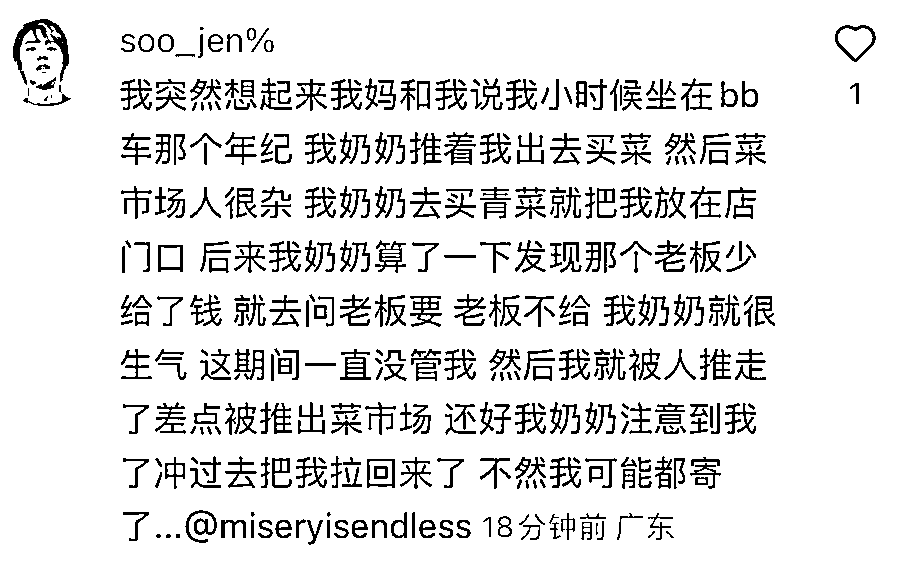 soo_jen%
我突然想起来我妈和我说我小时候坐在bb
车那个年纪 我奶奶推着我出去买菜 然后菜
市场人很杂 我奶奶去买青菜就把我放在店
门口 后来我奶奶算了一下发现那个老板少
给了钱 就去问老板要 老板不给 我奶奶就很
生气 这期间一直没管我 然后我就被人推走
了差点被推出菜市场 还好我奶奶注意到我
了冲过去把我拉回来了 不然我可能都寄
了...@miseryisendless 18分钟前 广东
1